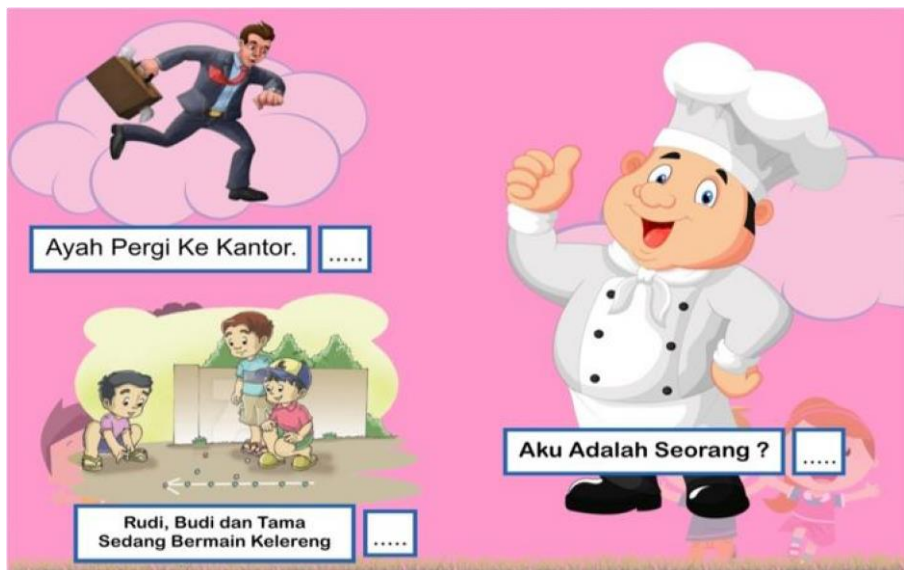 Ayah Pergi Ke Kantor.
.....
Rudi, Budi dan Tama
Sedang Bermain Kelereng
.....
Aku Adalah Seorang ?
.....